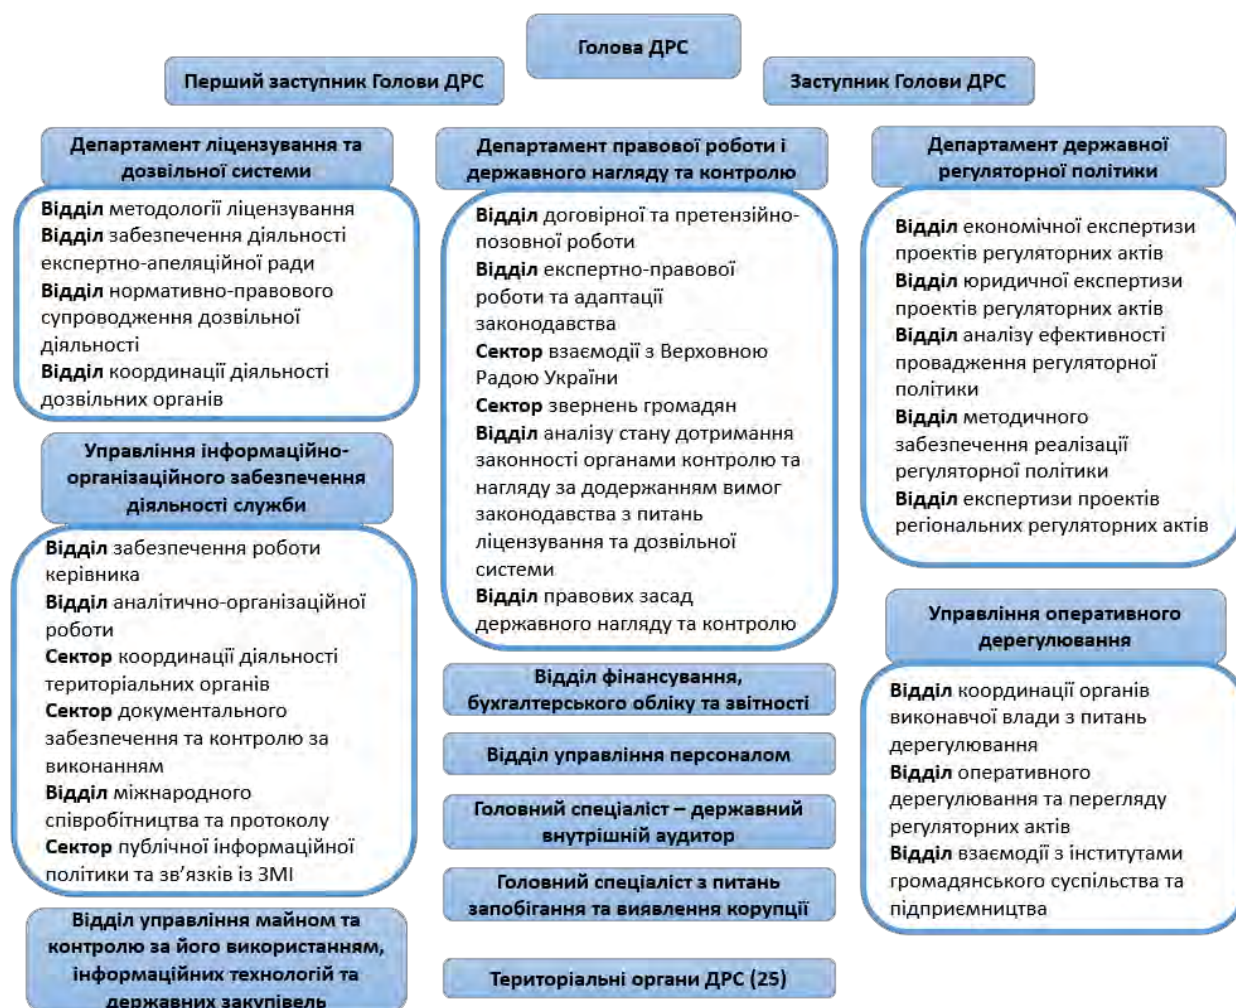 Голова ДРС
Перший заступник Голови ДРС
Заступник Голови ДРС
Департамент ліцензування та
дозвільної системи
Відділ методології ліцензування
Відділ забезпечення діяльності
експертно-апеляційної ради
Відділ нормативно-правового
супроводження дозвільної
діяльності
Відділ координації діяльності
дозвільних органів
Управління інформаційно-
організаційного забезпечення
діяльності служби
Відділ забезпечення роботи
керівника
Відділ аналітично-організаційної
роботи
Сектор координації діяльності
територіальних органів
Сектор документального
забезпечення та контролю за
виконанням
Відділ міжнародного
співробітництва та протоколу
Сектор публічної інформаційної
політики та зв’язків із ЗМІ
Відділ управління майном та
контролю за його використанням,
інформаційних технологій та
державних закупівель
Департамент правової роботи і
державного нагляду та контролю
Відділ договірної та претензійно-
позовної роботи
Відділ експертно-правової
роботи та адаптації
законодавства
Сектор взаємодії з Верховною
Радою України
Сектор звернень громадян
Відділ аналізу стану дотримання
законності органами контролю та
нагляду за додержанням вимог
законодавства з питань
ліцензування та дозвільної
системи
Відділ правових засад
державного нагляду та контролю
Відділ фінансування,
бухгалтерського обліку та звітності
Відділ управління персоналом
Головний спеціаліст – державний
внутрішній аудитор
Головний спеціаліст з питань
запобігання та виявлення корупції
Територіальні органи ДРС (25)
Департамент державної
регуляторної політики
Відділ економічної експертизи
проектів регуляторних актів
Відділ юридичної експертизи
проектів регуляторних актів
Відділ аналізу ефективності
провадження регуляторної
політики
Відділ методичного
забезпечення реалізації
регуляторної політики
Відділ експертизи проектів
регіональних регуляторних актів
Управління оперативного
дерегулювання
Відділ координації органів
виконавчої влади з питань
дерегулювання
Відділ оперативного
дерегулювання та перегляду
регуляторних актів
Відділ взаємодії з інститутами
громадянського суспільства та
підприємництва